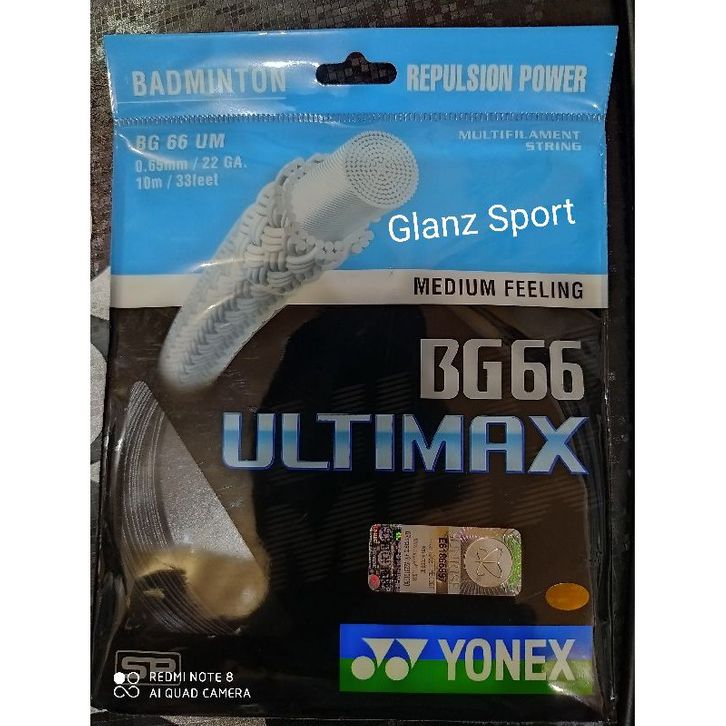 BADMINTON
REPULSION POWER
BG 66 UM
0.65mm / 22 GA.
10m / 33feet
MULTIFILAMENT
STRING
Glanz Sport
MEDIUM FEELING
BG66
ULTIMAX
YONEX
REDMI NOTE 8
AI QUAD CAMERA